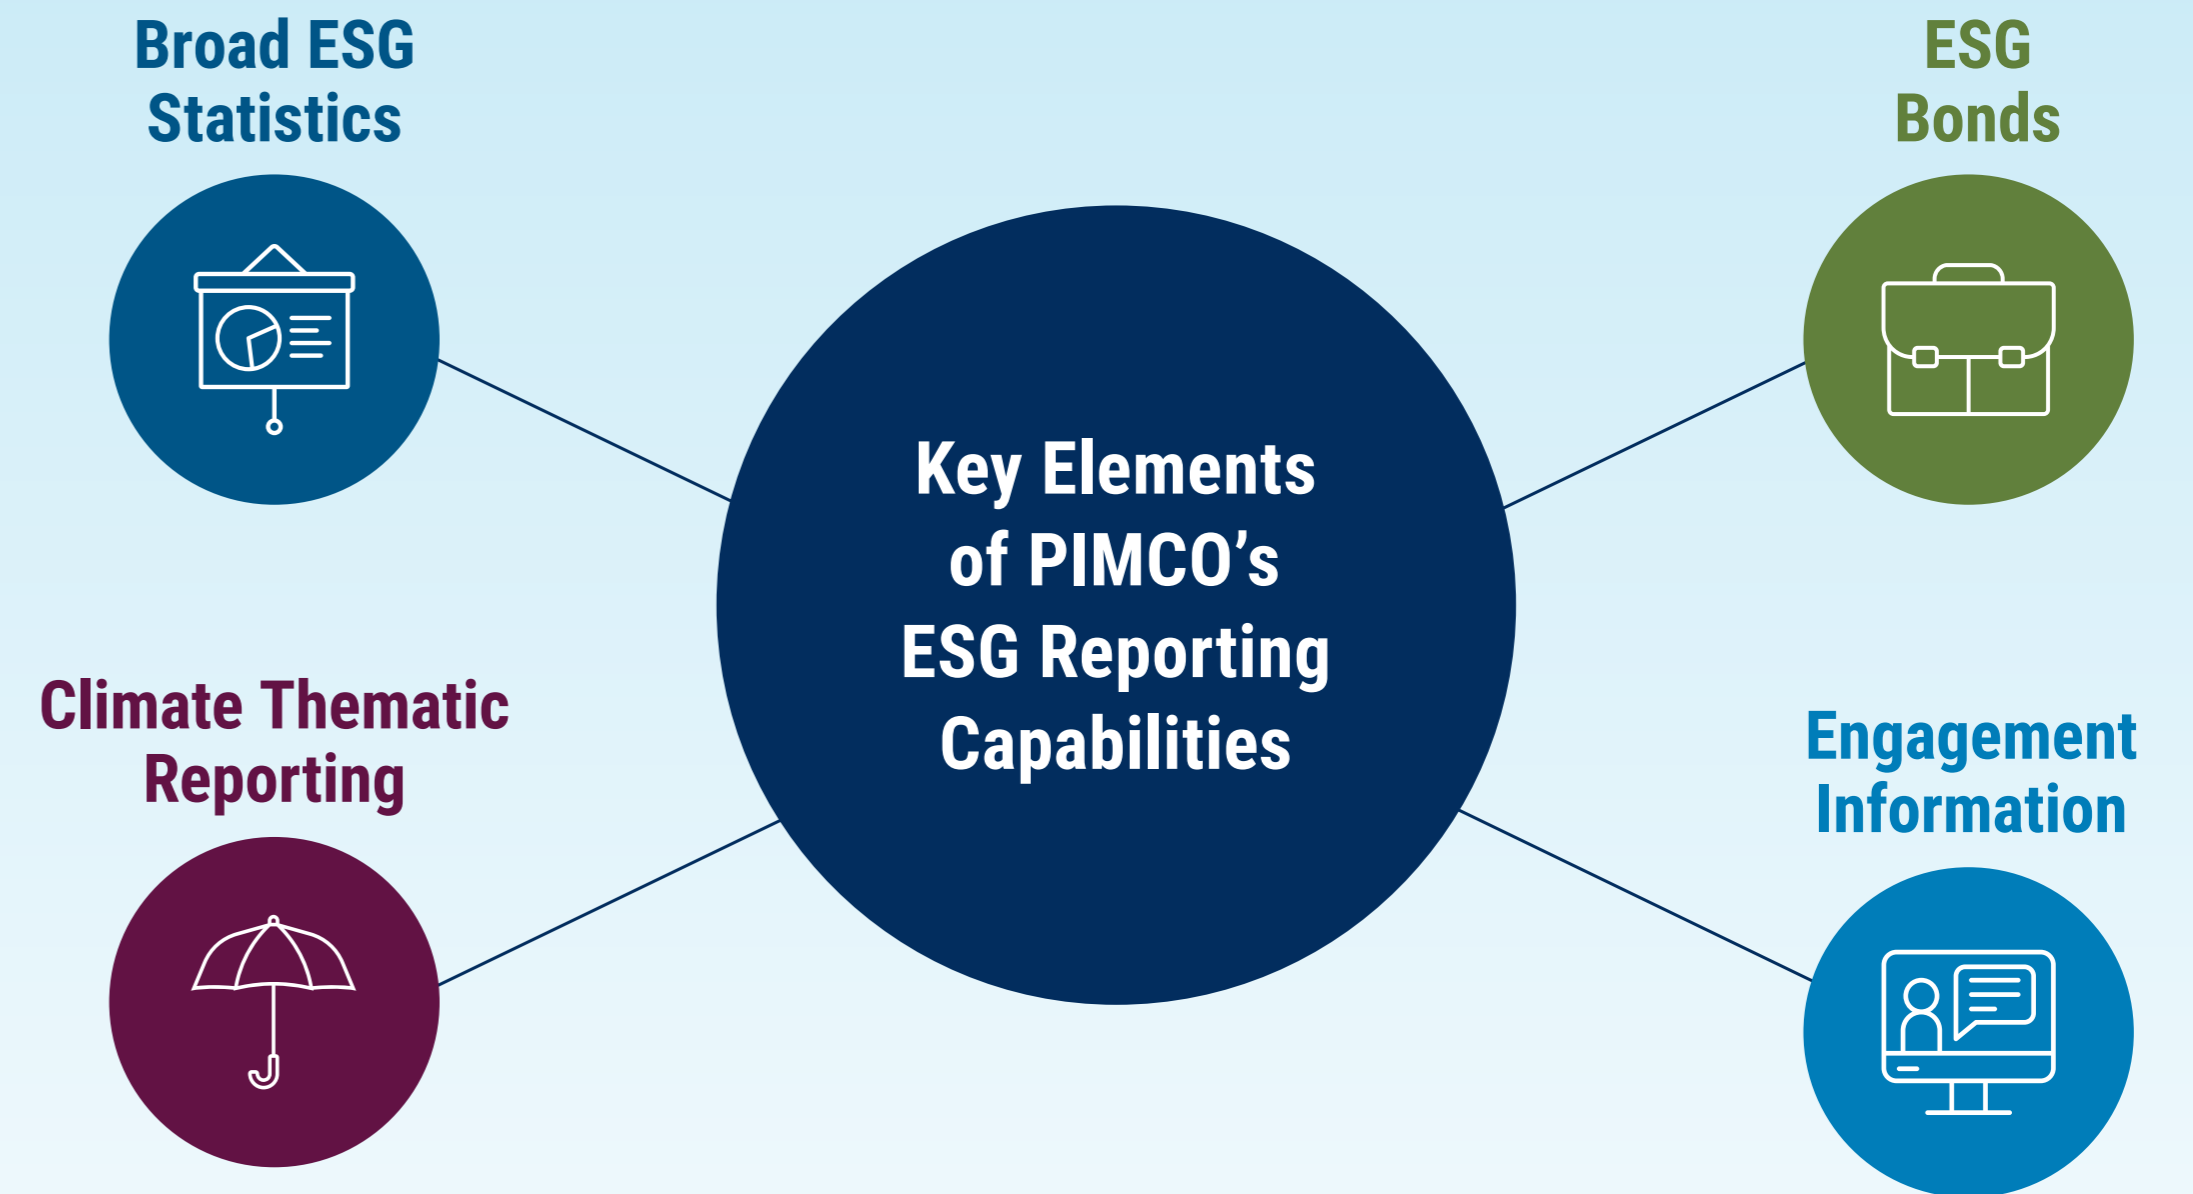 Broad ESG
Statistics
ESG
Bonds
Key Elements
of PIMCO’s
ESG Reporting
Capabilities
Climate Thematic
Reporting
Engagement
Information